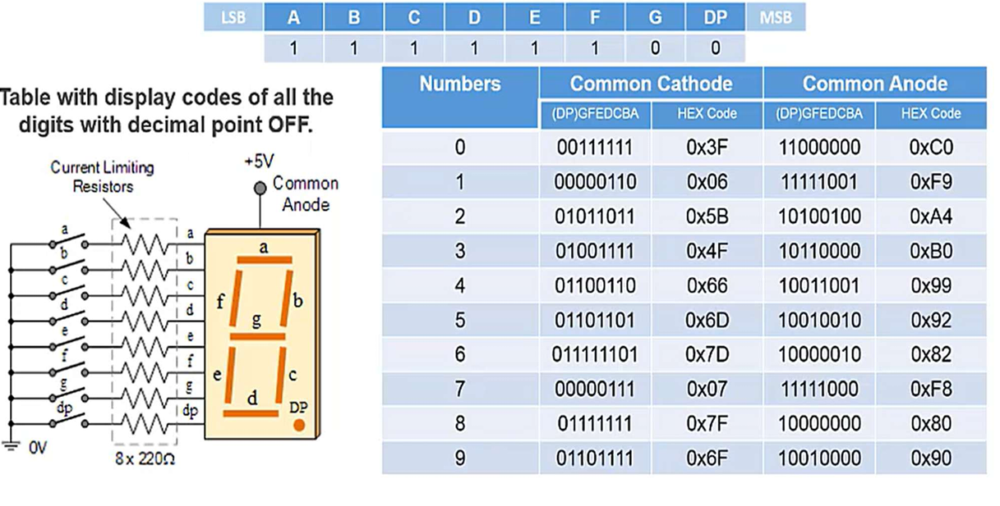 LSB A B C D E F G DP MSB
1 1 1 1 1 1 0 0
Table with display codes of all the
digits with decimal point OFF.
Current Limiting
Resistors
+5V
Common
Anode
a a
b b
c c
d d
e e
f f
g g
dp dp
0V
8 x 220Ω
a
f b
g
e c
d DP
Numbers Common Cathode Common Anode
(DP)GFEDCBA HEX Code (DP)GFEDCBA HEX Code
0 00111111 0x3F 11000000 0xC0
1 00000110 0x06 11111001 0xF9
2 01011011 0x5B 10100100 0xA4
3 01001111 0x4F 10110000 0xB0
4 01100110 0x66 10011001 0x99
5 01101101 0x6D 10010010 0x92
6 011111101 0x7D 10000010 0x82
7 00000111 0x07 11111000 0xF8
8 01111111 0x7F 10000000 0x80
9 01101111 0x6F 10010000 0x90